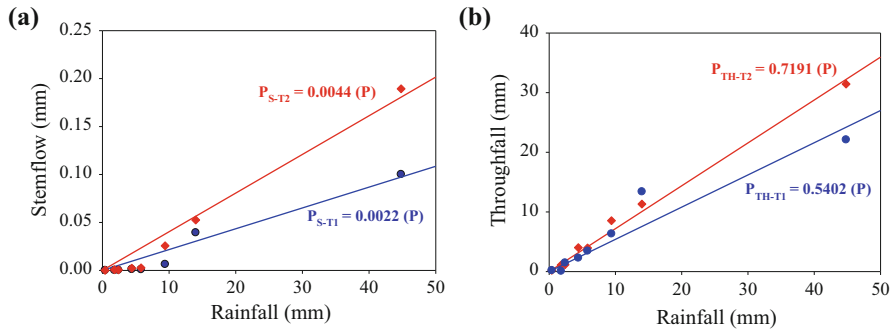 (a)
Stemflow (mm)
0.25
0.20
0.15
0.10
0.05
0.00
P_S-T2 = 0.0044 (P)
P_S-T1 = 0.0022 (P)
0 10 20 30 40 50
Rainfall (mm)
(b)
Throughfall (mm)
40
30
20
10
0
P_TH-T2 = 0.7191 (P)
P_TH-T1 = 0.5402 (P)
0 10 20 30 40 50
Rainfall (mm)